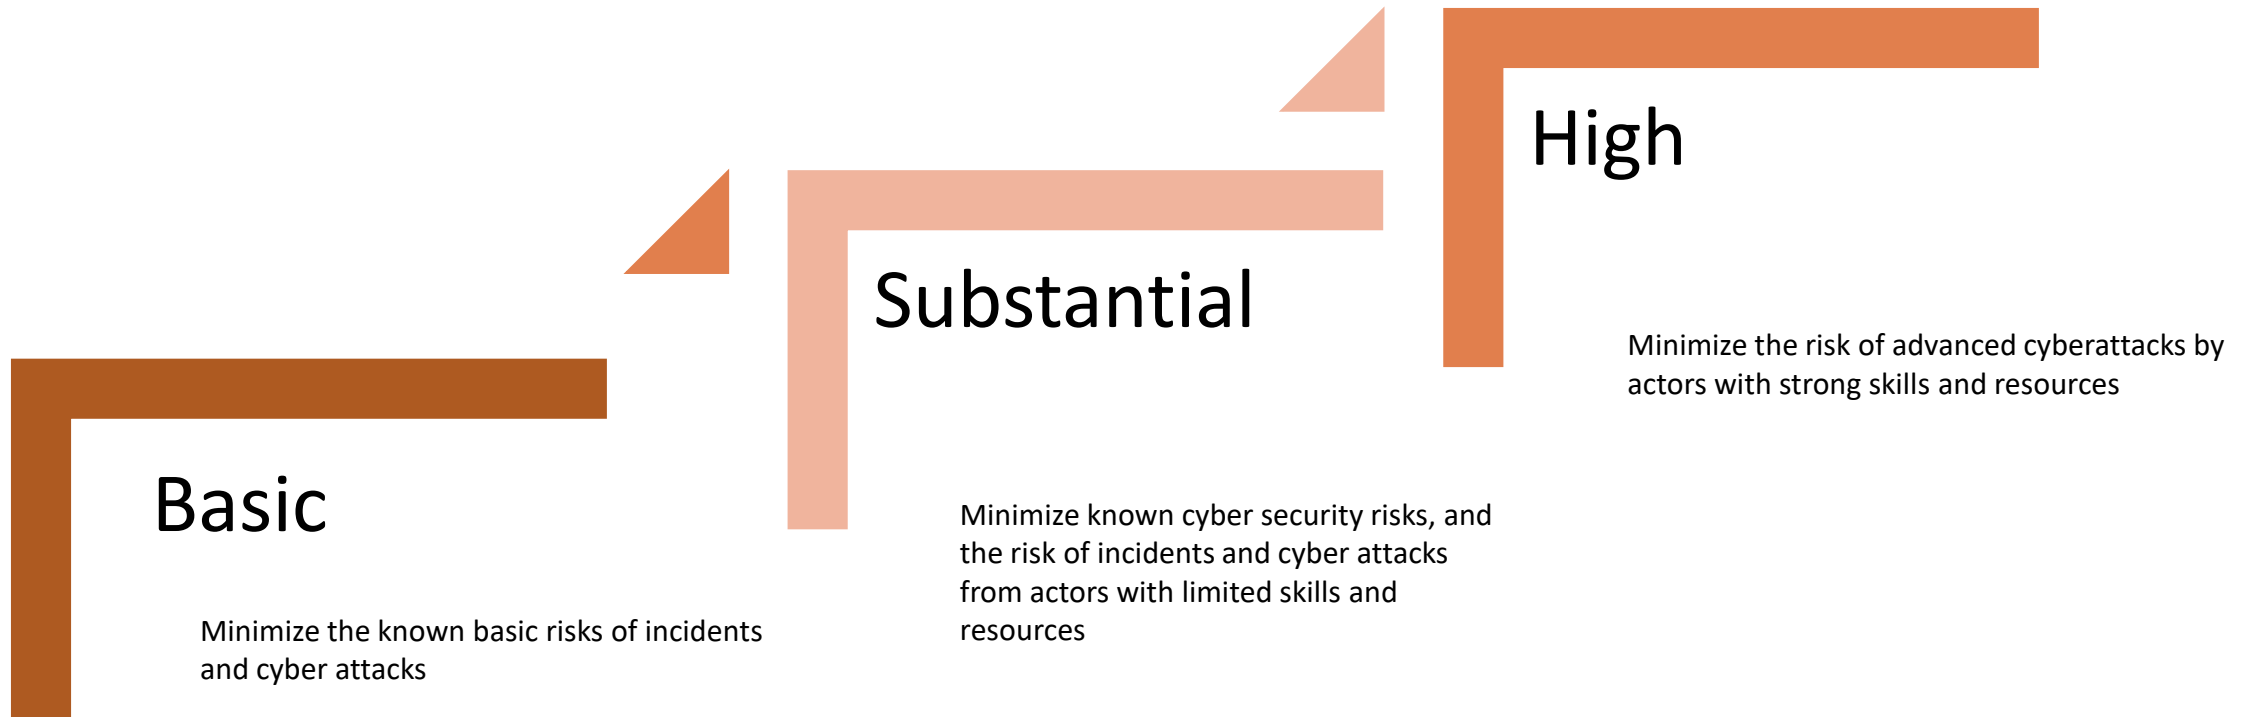 Basic
Minimize the known basic risks of incidents
and cyber attacks
Substantial
Minimize known cyber security risks, and
the risk of incidents and cyber attacks
from actors with limited skills and
resources
High
Minimize the risk of advanced cyberattacks by
actors with strong skills and resources